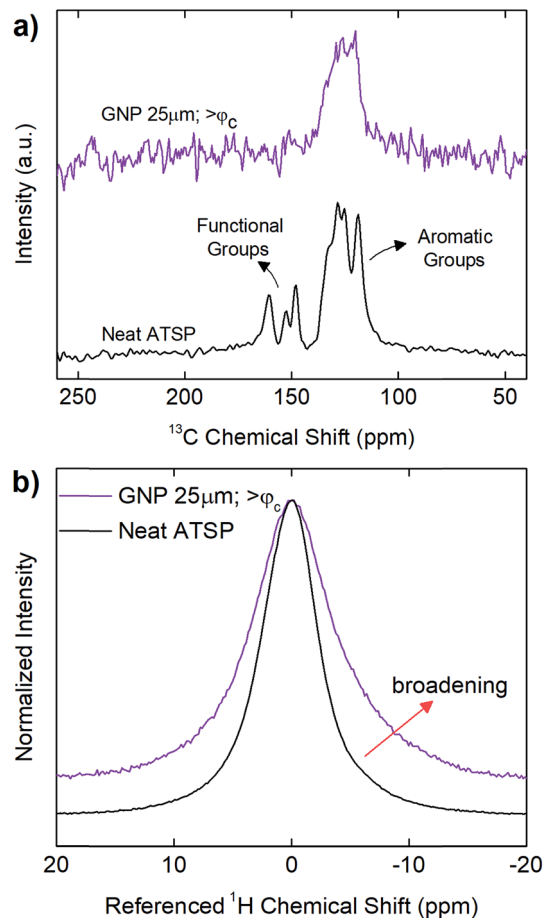 a)
GNP 25μm; >φc
Functional
Groups
Aromatic
Groups
Neat ATSP
Intensity (a.u.)
250 200 150 100 50
13C Chemical Shift (ppm)
b)
GNP 25μm; >φc
Neat ATSP
broadening
Normalized Intensity
20 10 0 -10 -20
Referenced 1H Chemical Shift (ppm)